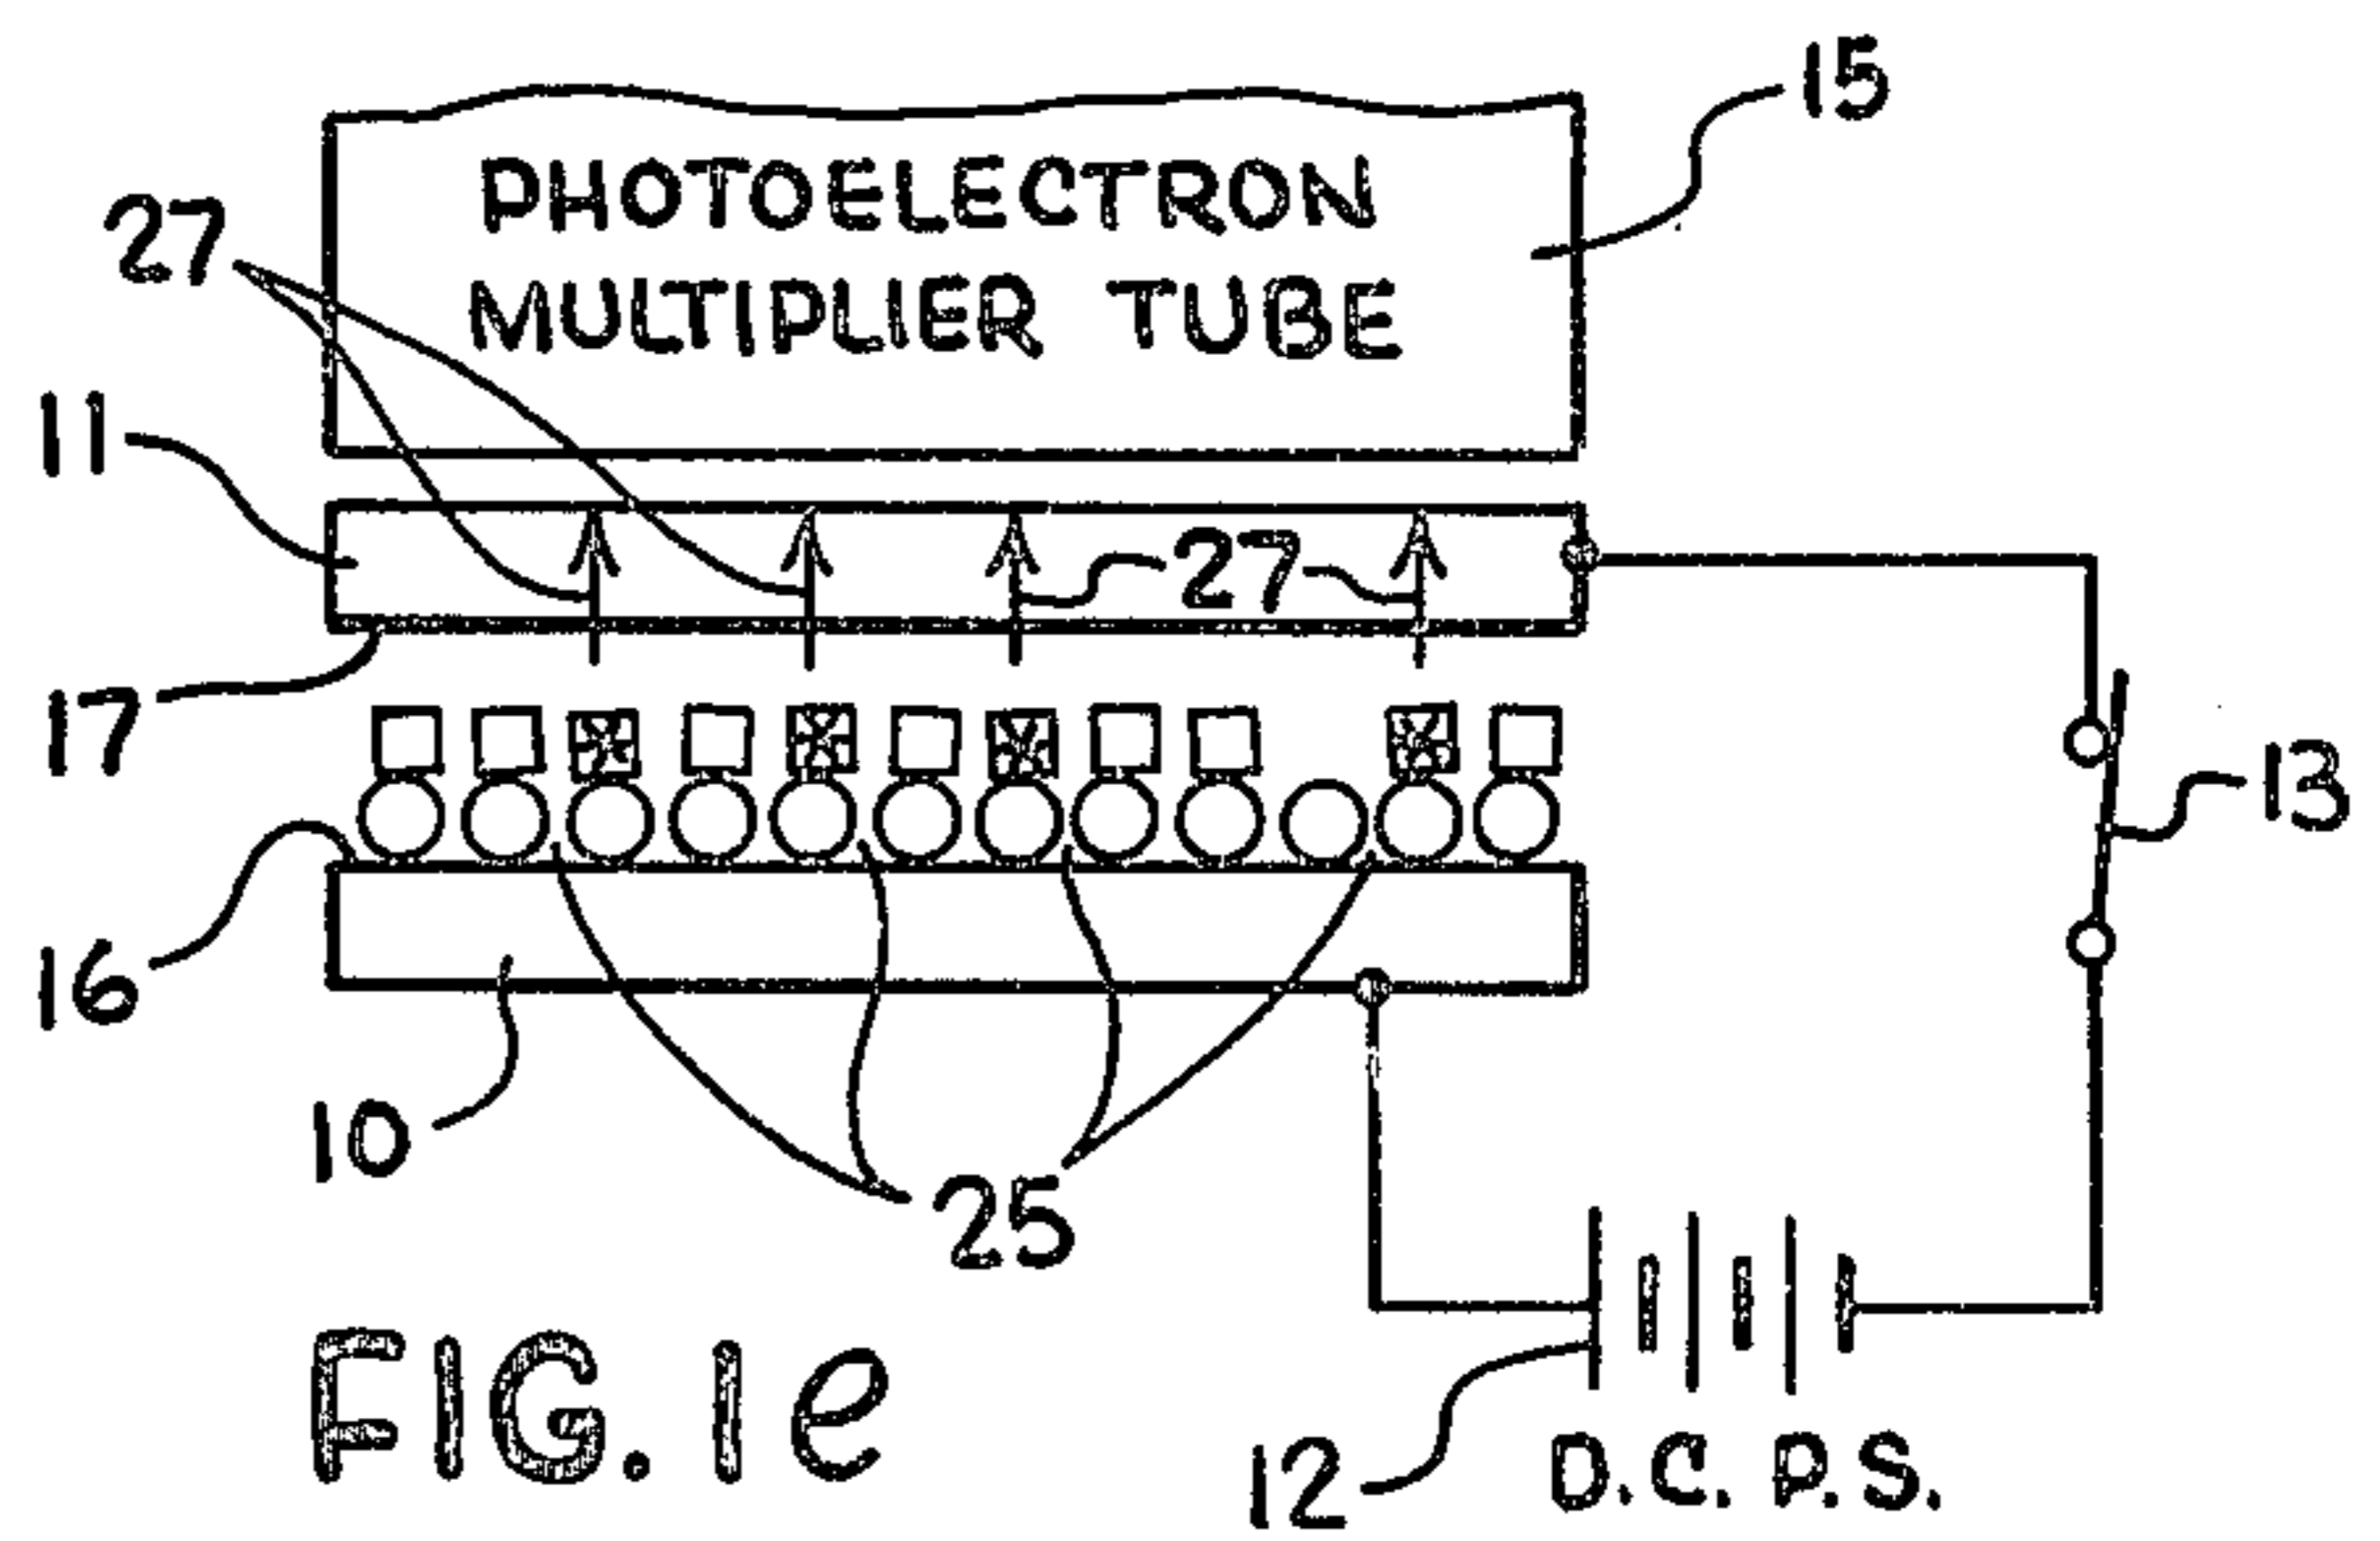 15
PHOTOELECTRON
MULTIPLIER TUBE
27
11
27
17
13
16
10
25
12
D.C. P.S.
FIG. 1e